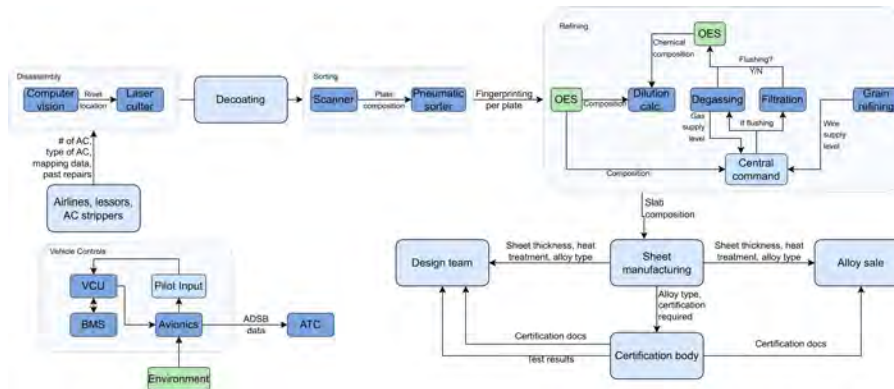 Disassembly
Computer
vision
Rivet
location
Laser
cutter
Decoating
Sorting
Scanner
Plate
composition
Pneumatic
sorter
Fingerprinting
per plate
Refining
OES
Chemical
composition
Flushing?
Y/N
OES
Composition
Dilution calc.
Degassing
Filtration
Grain
refining
Gas
supply
level
If flushing
Wire
supply
level
Composition
Central
command
# of AC,
type of AC,
mapping data,
past repairs
Airlines, lessors,
AC strippers
Slab
composition
Design team
Sheet thickness, heat
treatment, alloy type
Sheet
manufacturing
Sheet thickness, heat
treatment, alloy type
Alloy sale
Alloy type,
certification
required
Certification docs
Test results
Certification body
Certification docs
Vehicle Controls
VCU
Pilot Input
BMS
Avionics
ADSB
data
ATC
Environment